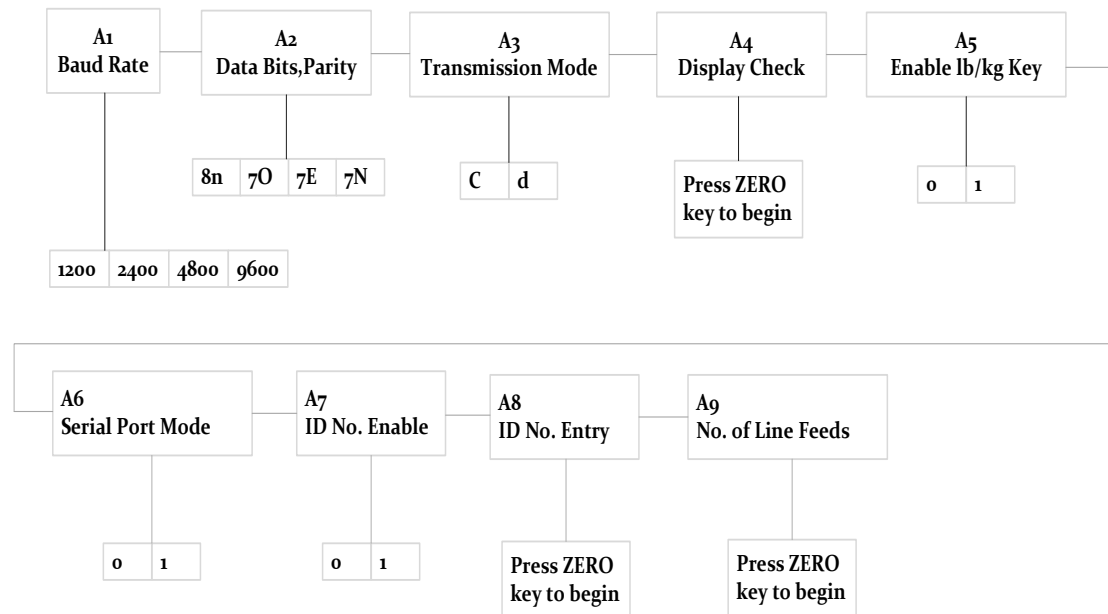 A1
Baud Rate
A2
Data Bits,Parity
A3
Transmission Mode
A4
Display Check
A5
Enable lb/kg Key
8n 7O 7E 7N
C d
Press ZERO
key to begin
0 1
1200 2400 4800 9600
A6
Serial Port Mode
A7
ID No. Enable
A8
ID No. Entry
A9
No. of Line Feeds
0 1
0 1
Press ZERO
key to begin
Press ZERO
key to begin